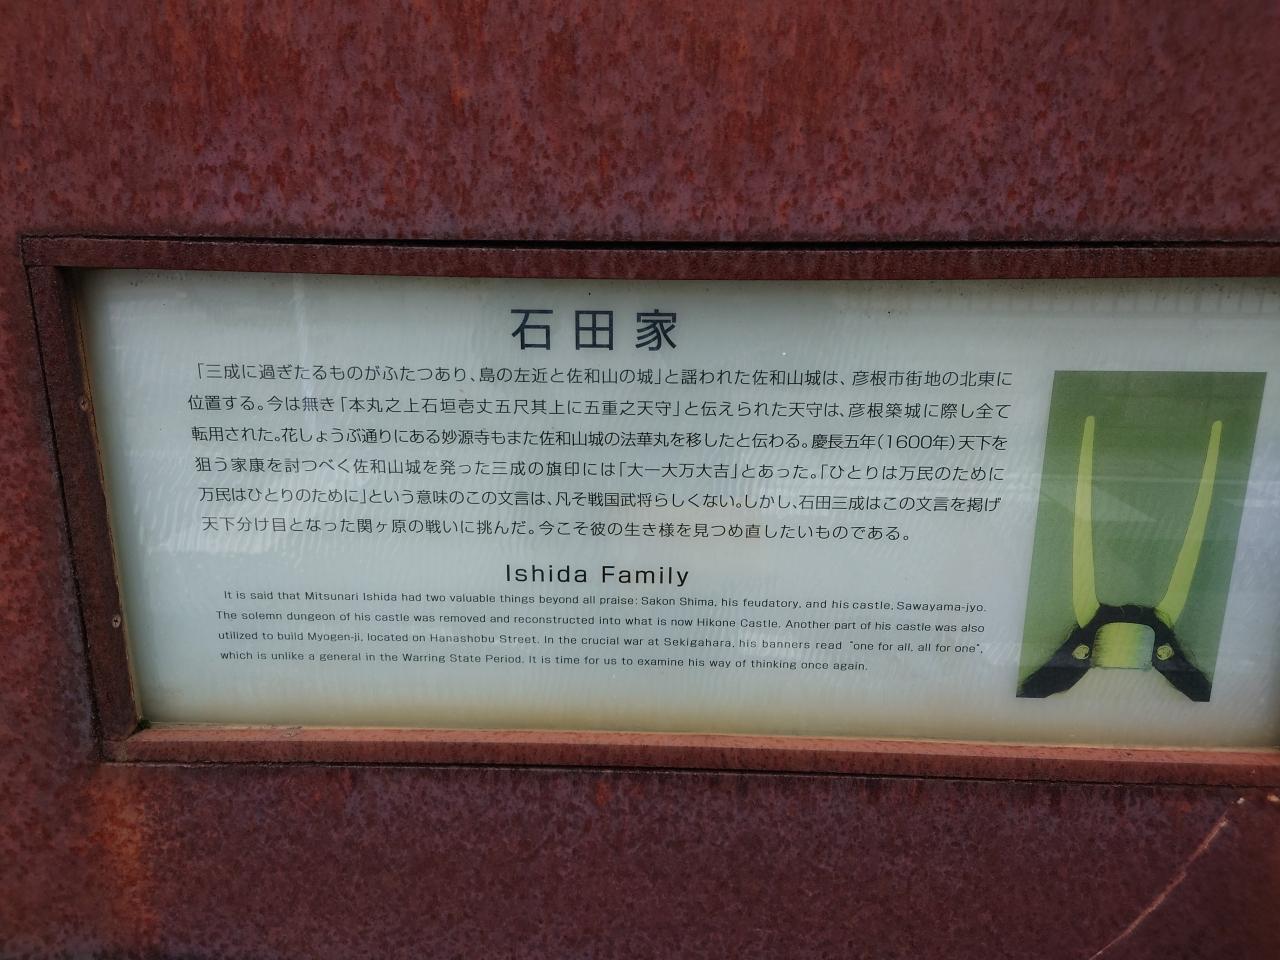 石田家
「三成に過ぎたるものがふたつあり、島の左近と佐和山の城」と謡われた佐和山城は、彦根市街地の北東に
位置する。今は無き「本丸之上石垣壱丈五尺其上に五重之天守」と伝えられた天守は、彦根築城に際し全て
転用された。花しょうぶ通りにある妙源寺もまた佐和山城の法華丸を移したと伝わる。慶長五年(1600年)天下を
狙う家康を討つべく佐和山城を発った三成の旗印には「大一大万大吉」とあった。「ひとりは万民のために
万民はひとりのために」という意味のこの文言は、凡そ戦国武将らしくない。しかし、石田三成はこの文言を掲げ
天下分け目となった関ヶ原の戦いに挑んだ。今こそ彼の生き様を見つめ直したいものである。
Ishida Family
It is said that Mitsunari Ishida had two valuable things beyond all praise: Sakon Shima, his feudatory, and his castle, Sawayama-jyo.
The solemn dungeon of his castle was removed and reconstructed into what is now Hikone Castle. Another part of his castle was also
utilized to build Myogen-ji, located on Hanashobu Street. In the crucial war at Sekigahara, his banners read "one for all, all for one",
which is unlike a general in the Warring State Period. It is time for us to examine his way of thinking once again.